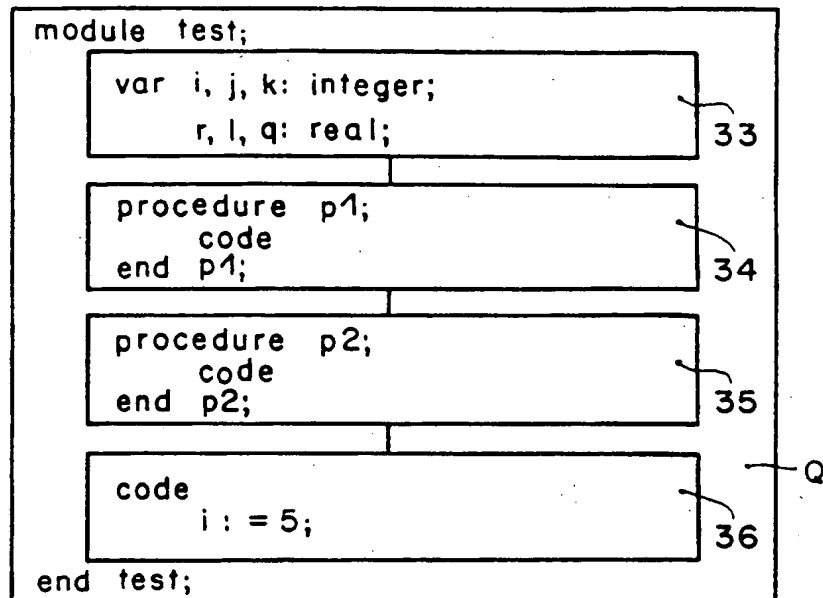 module test;
var i, j, k: integer;
r, l, q: real;
33
procedure p1;
code
end p1;
34
procedure p2;
code
end p2;
35
Q
code
i := 5;
36
end test;